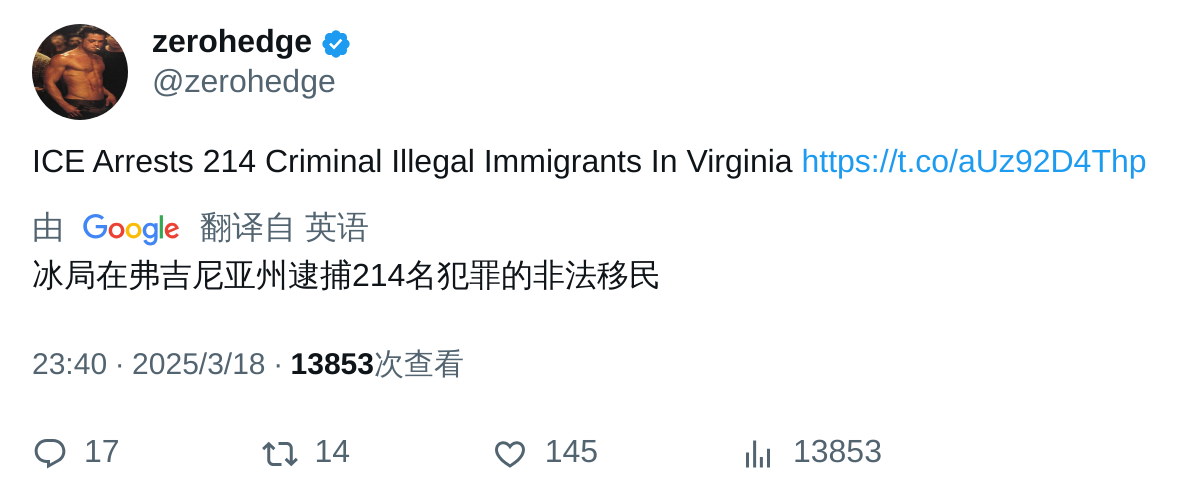 zerohedge
@zerohedge
ICE Arrests 214 Criminal Illegal Immigrants In Virginia https://t.co/aUz92D4Thp
由 Google 翻译自 英语
冰局在弗吉尼亚州逮捕214名犯罪的非法移民
23:40 · 2025/3/18 · 13853次查看
17 14 145 13853